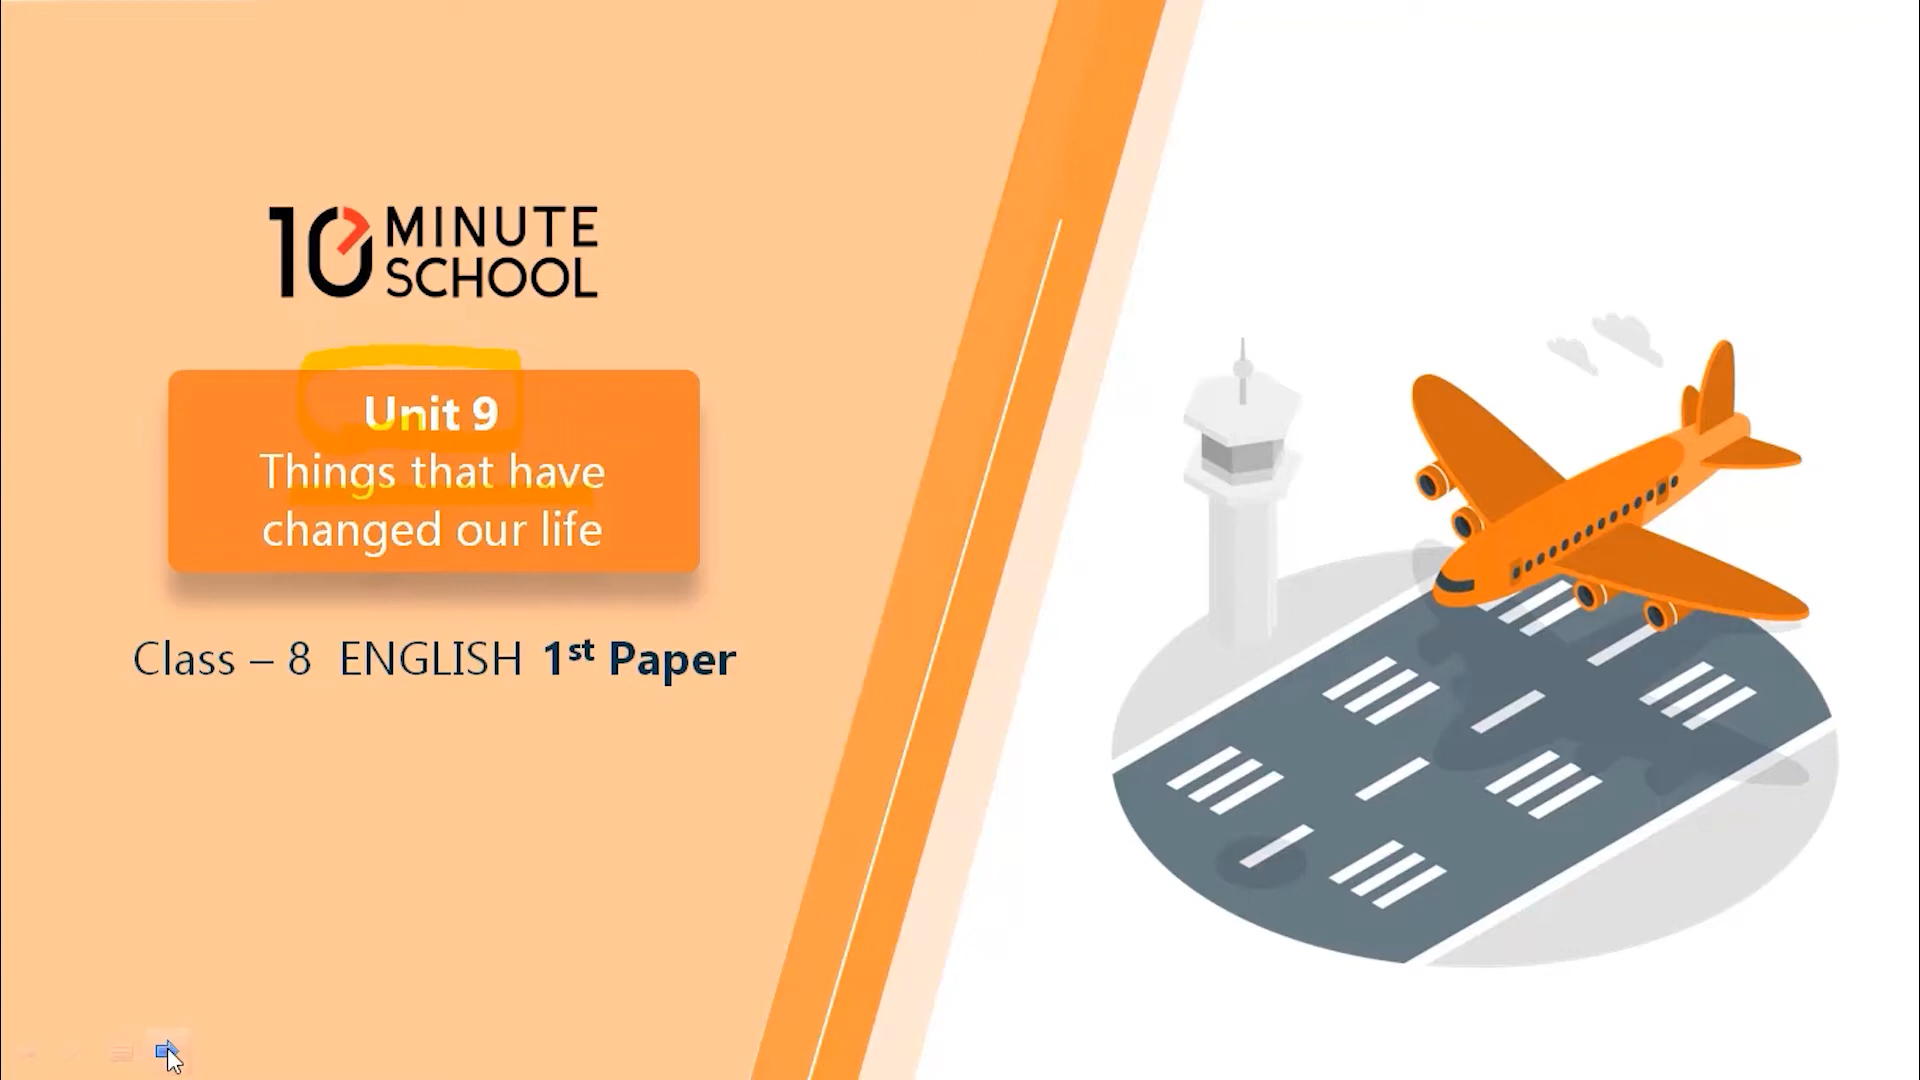 10 MINUTE
SCHOOL
Unit 9
Things that have
changed our life
Class – 8 ENGLISH 1st Paper